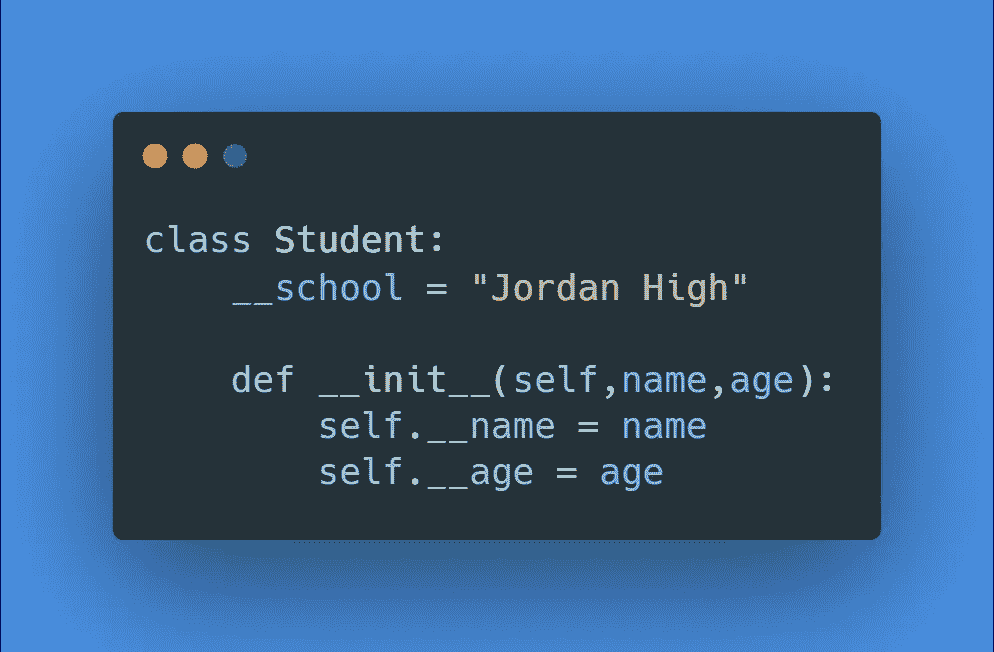 class Student:
    __school = "Jordan High"

    def __init__(self,name,age):
        self.__name = name
        self.__age = age